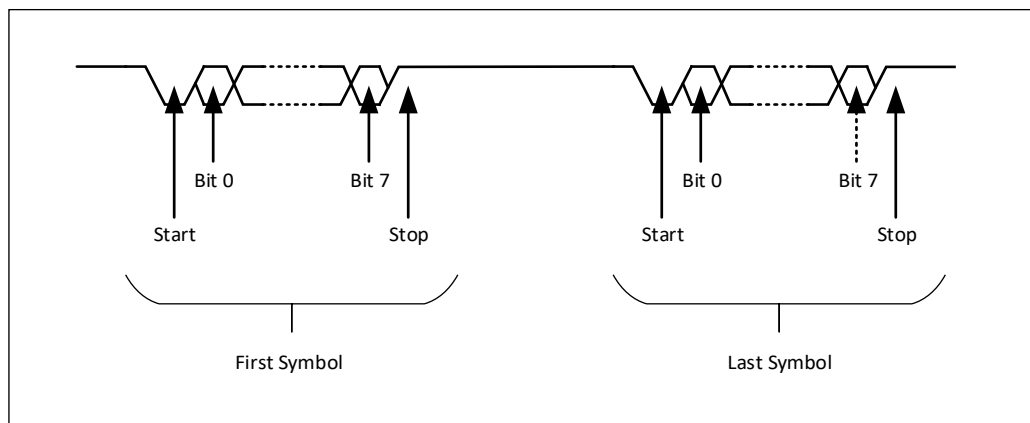 Bit 0 Bit 7 Bit 0 Bit 7
Start Stop Start Stop
First Symbol Last Symbol